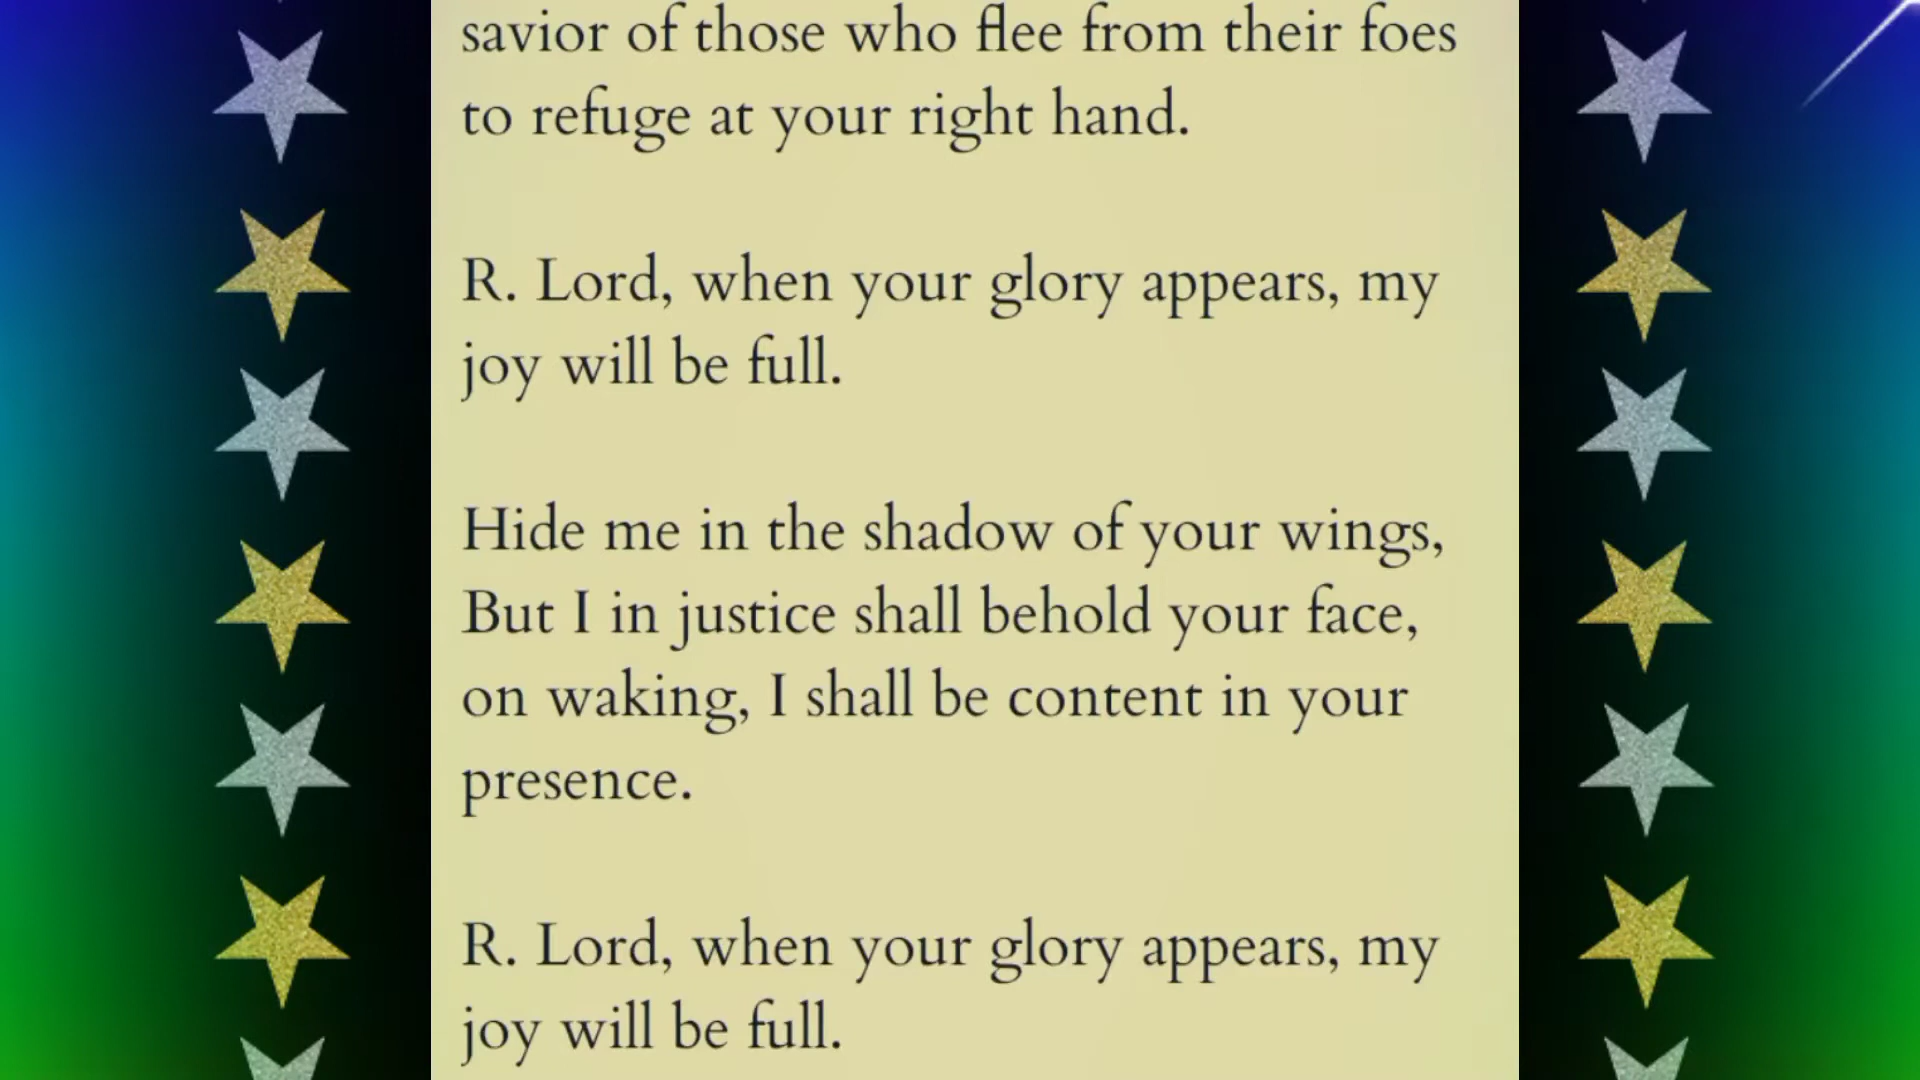 savior of those who flee from their foes
to refuge at your right hand.
R. Lord, when your glory appears, my
joy will be full.
Hide me in the shadow of your wings,
But I in justice shall behold your face,
on waking, I shall be content in your
presence.
R. Lord, when your glory appears, my
joy will be full.